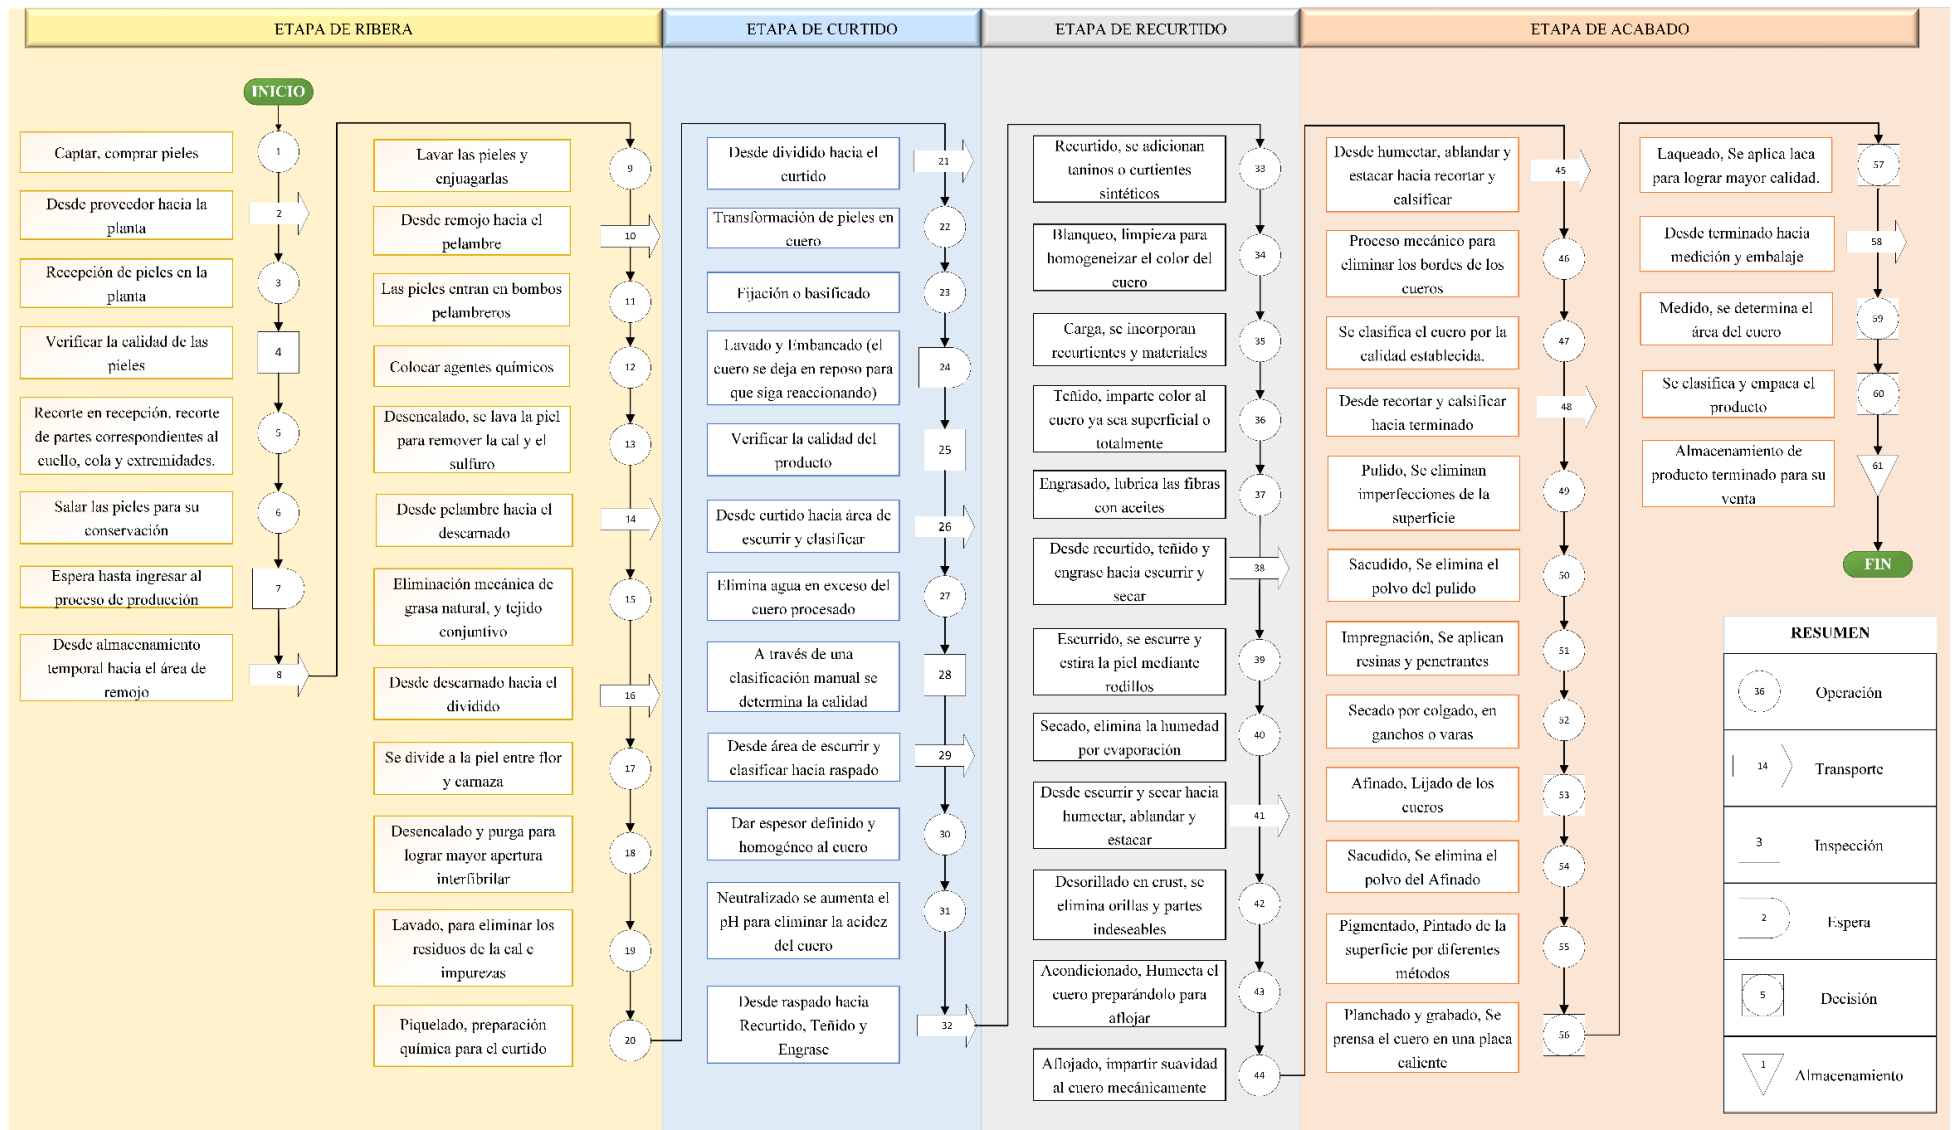 ETAPA DE RIBERA
ETAPA DE CURTIDO
ETAPA DE RECURTIDO
ETAPA DE ACABADO
INICIO
Captar, comprar pieles
1
Desde proveedor hacia la
planta
2
Recepción de pieles en la
planta
3
Verificar la calidad de las
pieles
4
Recorte en recepción, recorte
de partes correspondientes al
cuello, cola y extremidades.
5
Salar las pieles para su
conservación
6
Espera hasta ingresar al
proceso de producción
7
Desde almacenamiento
temporal hacia el área de
remojo
8
Lavar las pieles y
enjuagarlas
9
Desde remojo hacia el
pelambre
10
Las pieles entran en bombos
pelambreros
11
Colocar agentes químicos
12
Desencalado, se lava la piel
para remover la cal y el
sulfuro
13
Desde pelambre hacia el
descarnado
14
Eliminación mecánica de
grasa natural, y tejido
conjuntivo
15
Desde descarnado hacia el
dividido
16
Se divide a la piel entre flor
y carnaza
17
Desencalado y purga para
lograr mayor apertura
interfibrilar
18
Lavado, para eliminar los
residuos de la cal e
impurezas
19
Piquelado, preparación
química para el curtido
20
Desde dividido hacia el
curtido
21
Transformación de pieles en
cuero
22
Fijación o basificado
23
Lavado y Embancado (el
cuero se deja en reposo para
que siga reaccionando)
24
Verificar la calidad del
producto
25
Desde curtido hacia área de
escurrir y clasificar
26
Elimina agua en exceso del
cuero procesado
27
A través de una
clasificación manual se
determina la calidad
28
Desde área de escurrir y
clasificar hacia raspado
29
Dar espesor definido y
homogéneo al cuero
30
Neutralizado se aumenta el
pH para eliminar la acidez
del cuero
31
Desde raspado hacia
Recurtido, Teñido y
Engrase
32
Recurtido, se adicionan
taninos o curtientes
sintéticos
33
Blanqueo, limpieza para
homogeneizar el color del
cuero
34
Carga, se incorporan
recurtientes y materiales
35
Teñido, imparte color al
cuero ya sea superficial o
totalmente
36
Engrasado, lubrica las fibras
con aceites
37
Desde recurtido, teñido y
engrase hacia escurrir y
secar
38
Escurrido, se escurre y
estira la piel mediante
rodillos
39
Secado, elimina la humedad
por evaporación
40
Desde escurrir y secar hacia
humectar, ablandar y
estacar
41
Desorillado en crust, se
elimina orillas y partes
indeseables
42
Acondicionado, Humecta el
cuero preparándolo para
aflojar
43
Aflojado, impartir suavidad
al cuero mecánicamente
44
Desde humectar, ablandar y
estacar hacia recortar y
calsificar
45
Proceso mecánico para
eliminar los bordes de los
cueros
46
Se clasifica el cuero por la
calidad establecida.
47
Desde recortar y calsificar
hacia terminado
48
Pulido, Se eliminan
imperfecciones de la
superficie
49
Sacudido, Se elimina el
polvo del pulido
50
Impregnación, Se aplican
resinas y penetrantes
51
Secado por colgado, en
ganchos o varas
52
Afinado, Lijado de los
cueros
53
Sacudido, Se elimina el
polvo del Afinado
54
Pigmentado, Pintado de la
superficie por diferentes
métodos
55
Planchado y grabado, Se
prensa el cuero en una placa
caliente
56
Laqueado, Se aplica laca
para lograr mayor calidad.
57
Desde terminado hacia
medición y embalaje
58
Medido, se determina el
área del cuero
59
Se clasifica y empaca el
producto
60
Almacenamiento de
producto terminado para su
venta
61
FIN
RESUMEN
36 Operación
14 Transporte
3 Inspección
2 Espera
5 Decisión
1 Almacenamiento